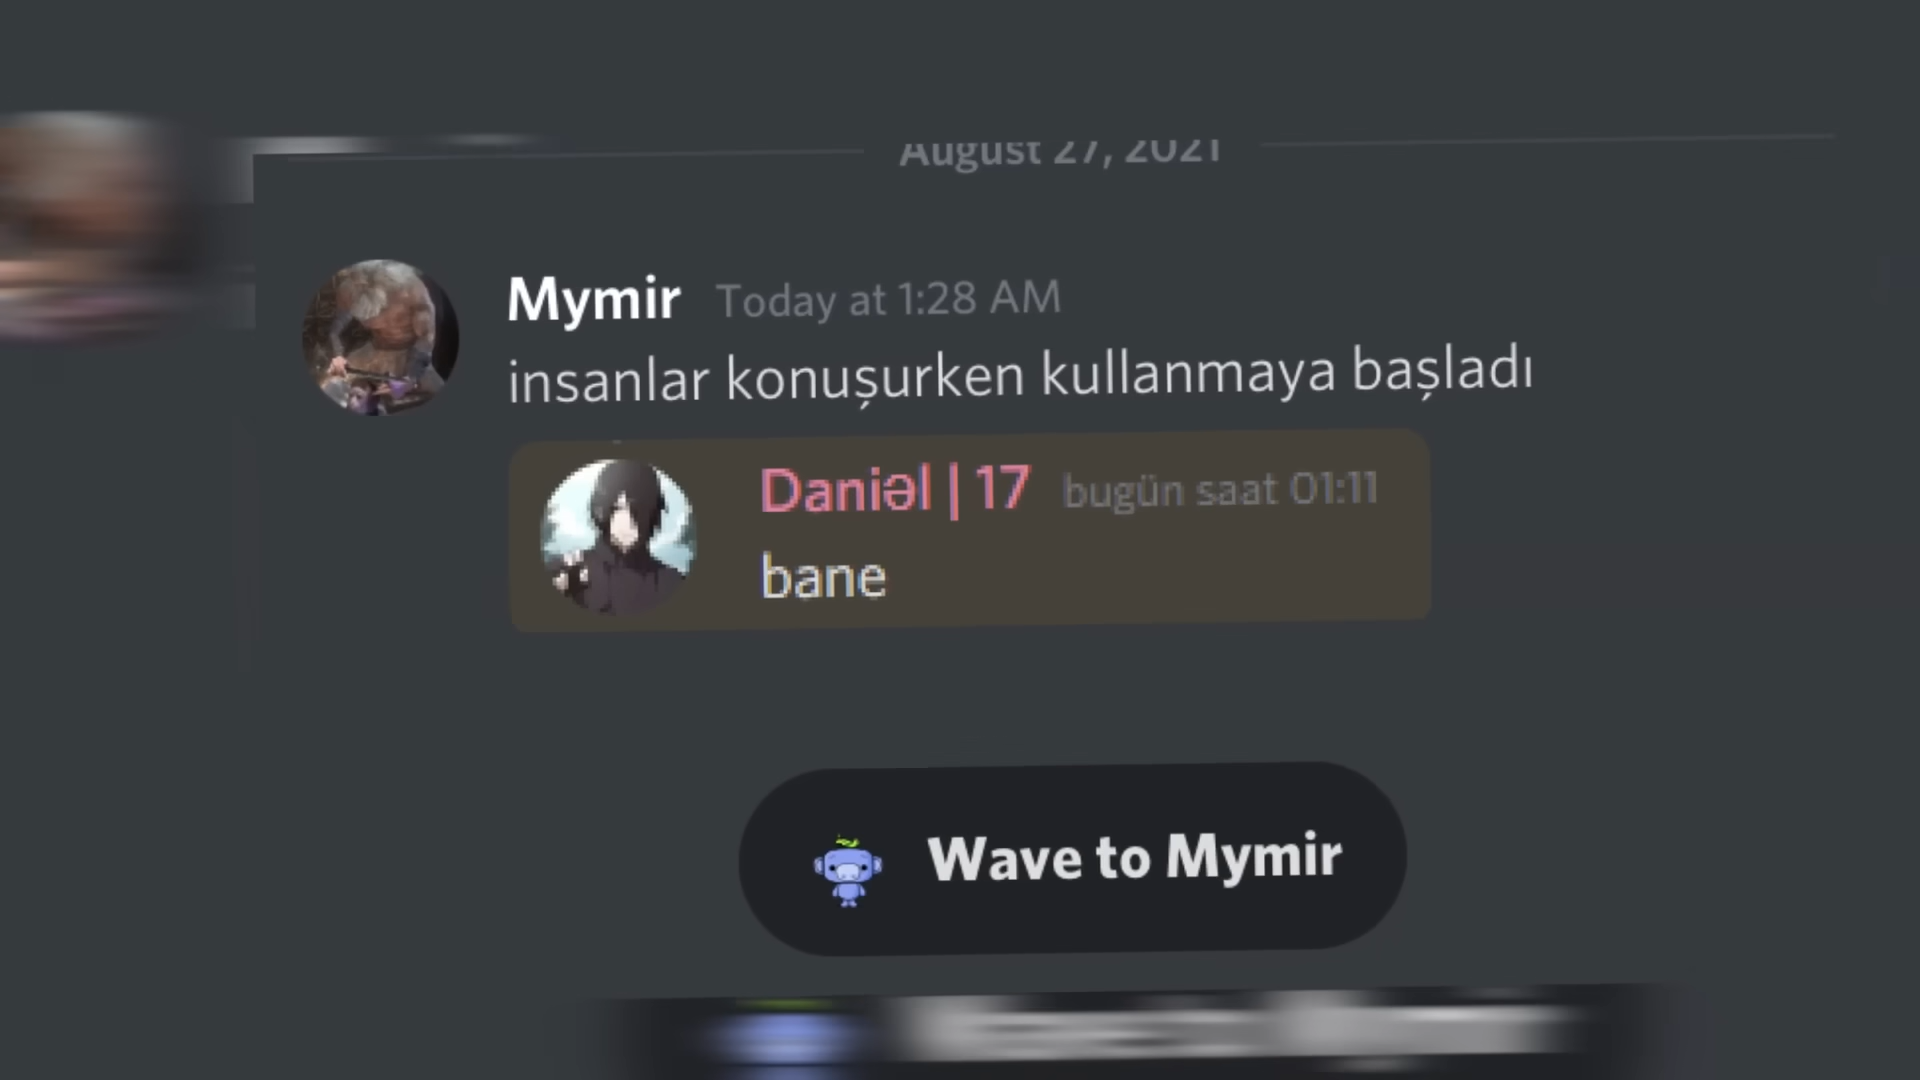 August 27, 2021
Mymir Today at 1:28 AM
insanlar konuşurken kullanmaya başladı
Daniəl | 17 bugün saat 01:11
bane
Wave to Mymir